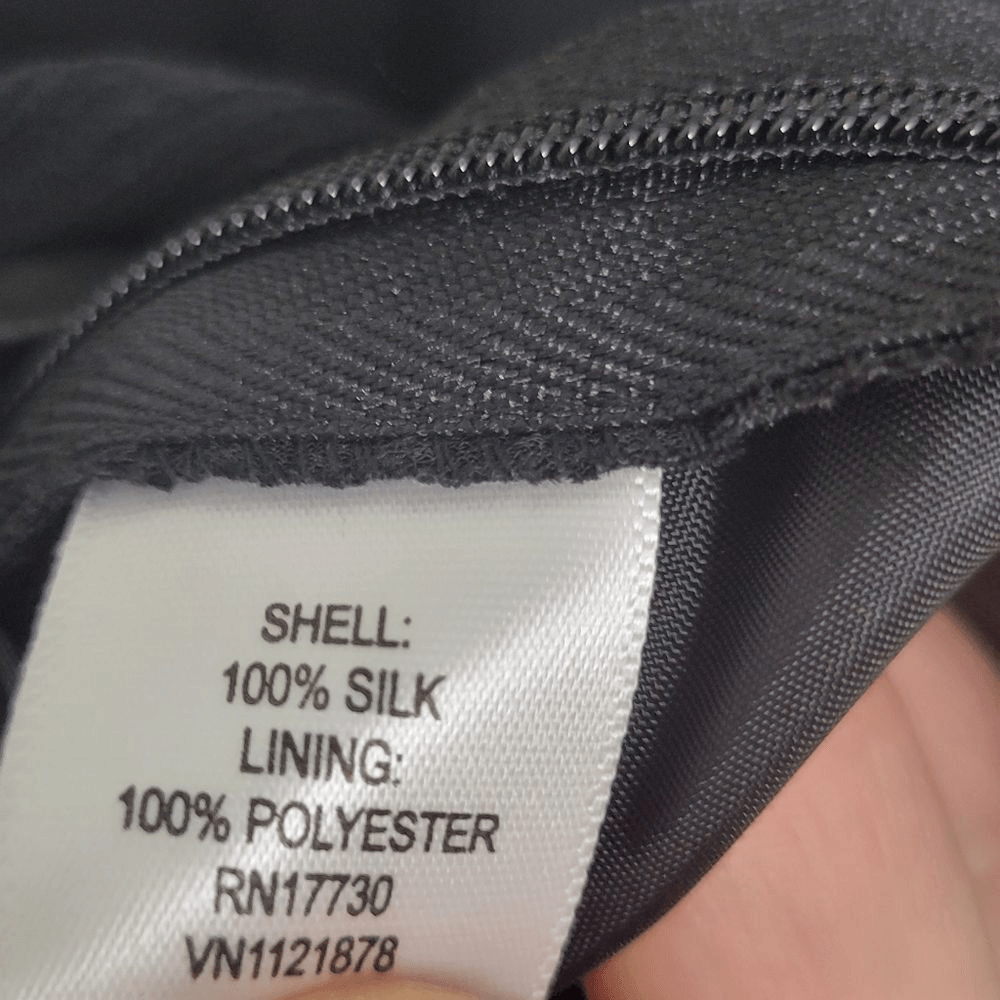 SHELL:
100% SILK
LINING:
100% POLYESTER
RN17730
VN1121878